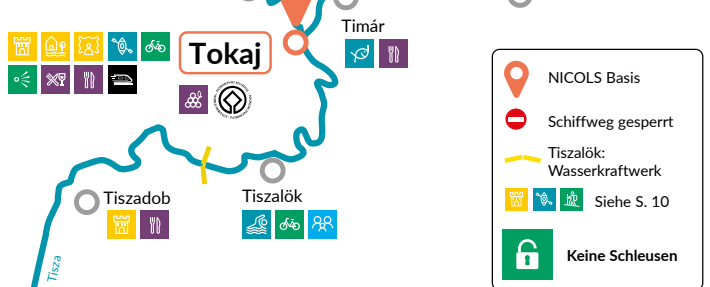 Timár
Tokaj
Tiszadob
Tiszalök
Tisza
NICOLS Basis
Schiffweg gesperrt
Tiszalök:
Wasserkraftwerk
Siehe S. 10
Keine Schleusen